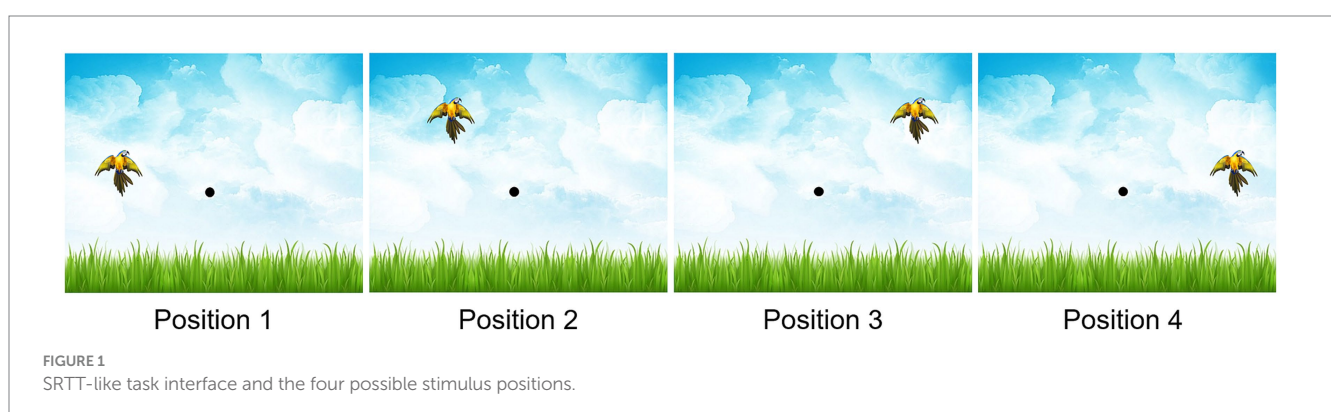 Position 1
Position 2
Position 3
Position 4
FIGURE 1
SRTT-like task interface and the four possible stimulus positions.